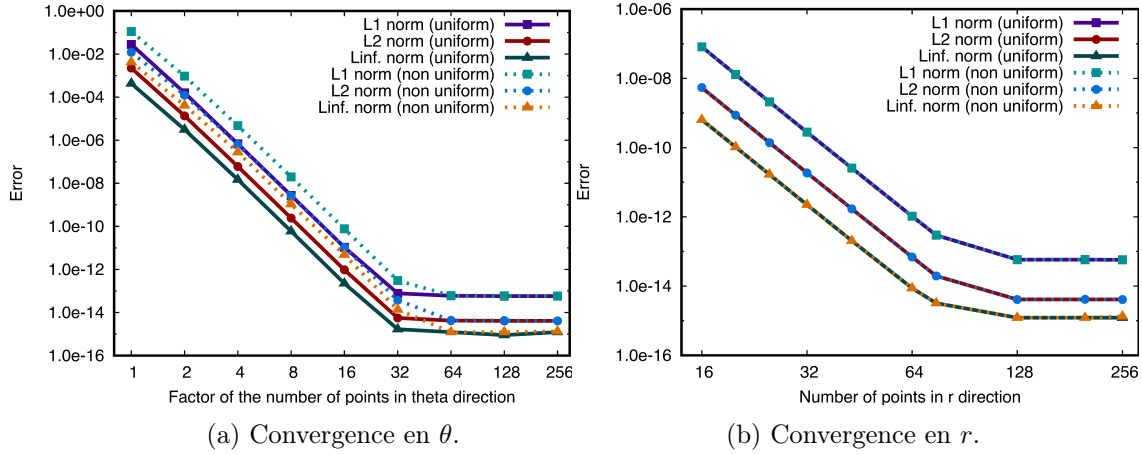 1.0e+00
1.0e-02
1.0e-04
1.0e-06
1.0e-08
1.0e-10
1.0e-12
1.0e-14
1.0e-16
Error
L1 norm (uniform)
L2 norm (uniform)
Linf. norm (uniform)
L1 norm (non uniform)
L2 norm (non uniform)
Linf. norm (non uniform)
1 2 4 8 16 32 64 128 256
Factor of the number of points in theta direction
(a) Convergence en θ.
1.0e-06
1.0e-08
1.0e-10
1.0e-12
1.0e-14
1.0e-16
Error
L1 norm (uniform)
L2 norm (uniform)
Linf. norm (uniform)
L1 norm (non uniform)
L2 norm (non uniform)
Linf. norm (non uniform)
16 32 64 128 256
Number of points in r direction
(b) Convergence en r.